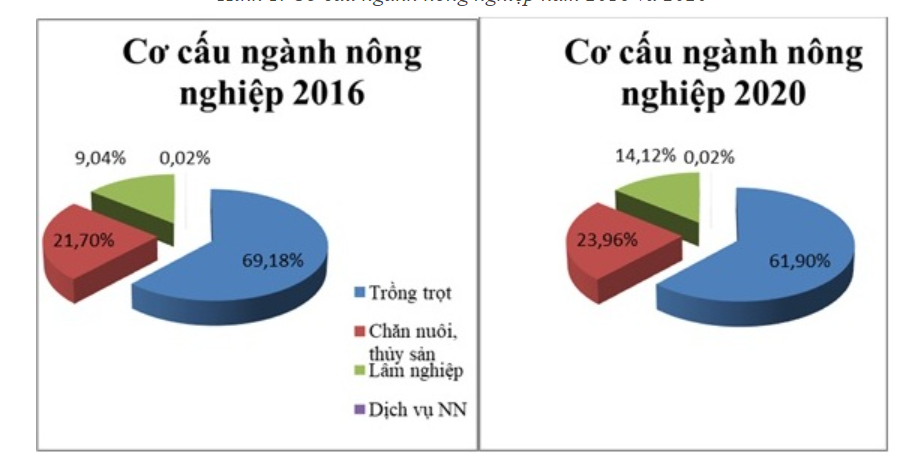 Cơ cấu ngành nông
nghiệp 2016
9,04%
0,02%
21,70%
69,18%
Trồng trọt
Chăn nuôi,
thủy sản
Lâm nghiệp
Dịch vụ NN
Cơ cấu ngành nông
nghiệp 2020
14,12%
0,02%
23,96%
61,90%